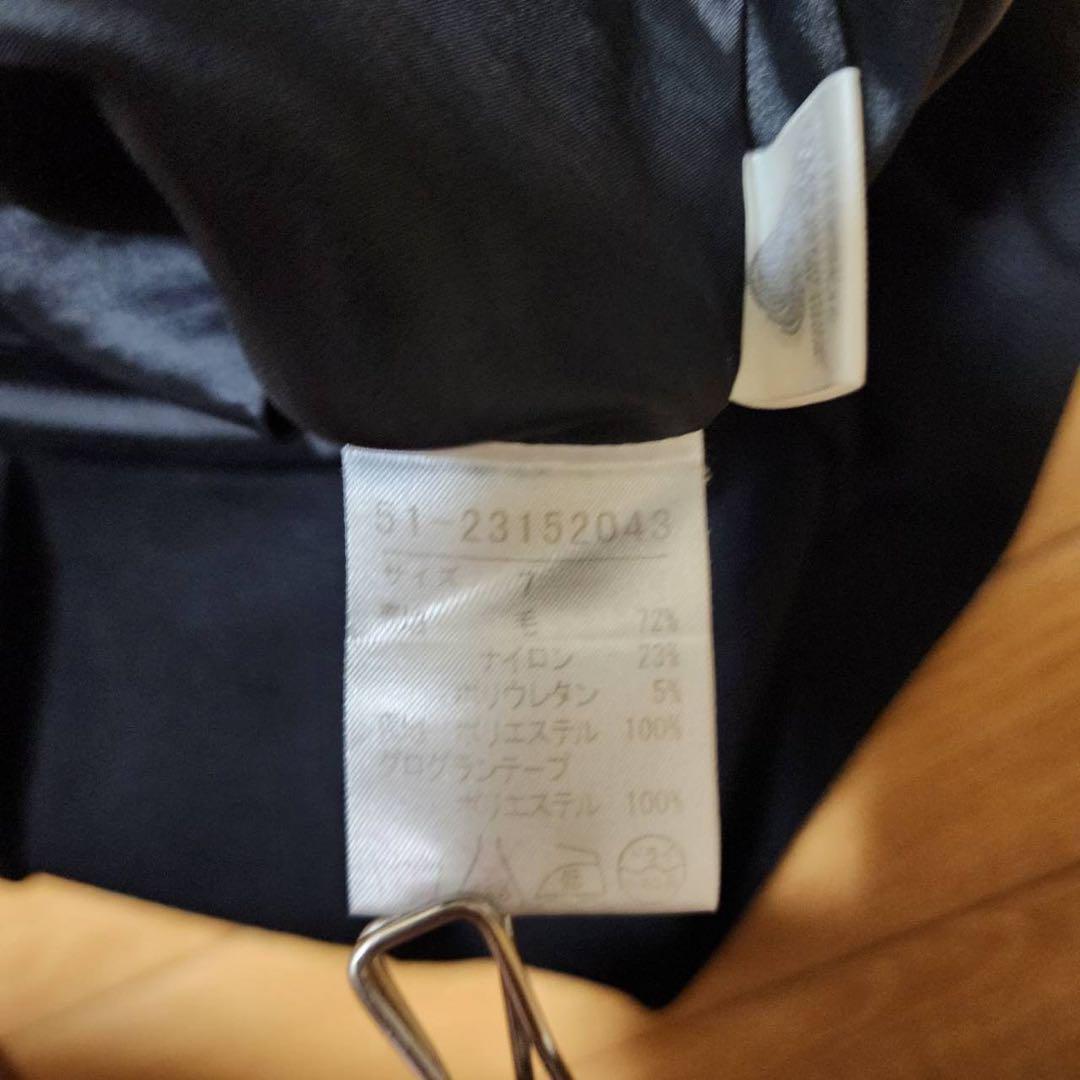 51-23152043
サイズ 7
毛 72%
ナイロン 23%
ポリウレタン 5%
ポリエステル 100%
グログランテープ
ポリエステル 100%